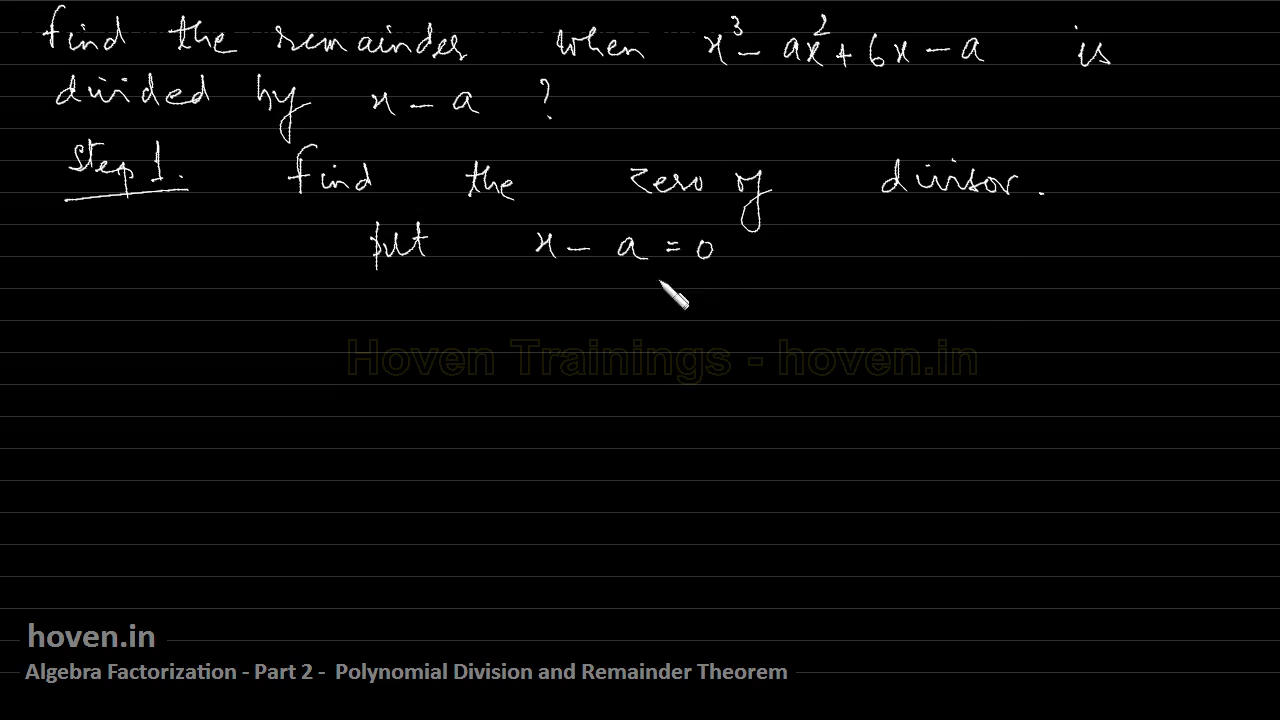 find the remainder when x³ - ax² + 6x - a is
divided by x - a ?
Step 1. find the zero of divisor.
put x - a = 0
Hoven Trainings - hoven.in
hoven.in
Algebra Factorization - Part 2 - Polynomial Division and Remainder Theorem